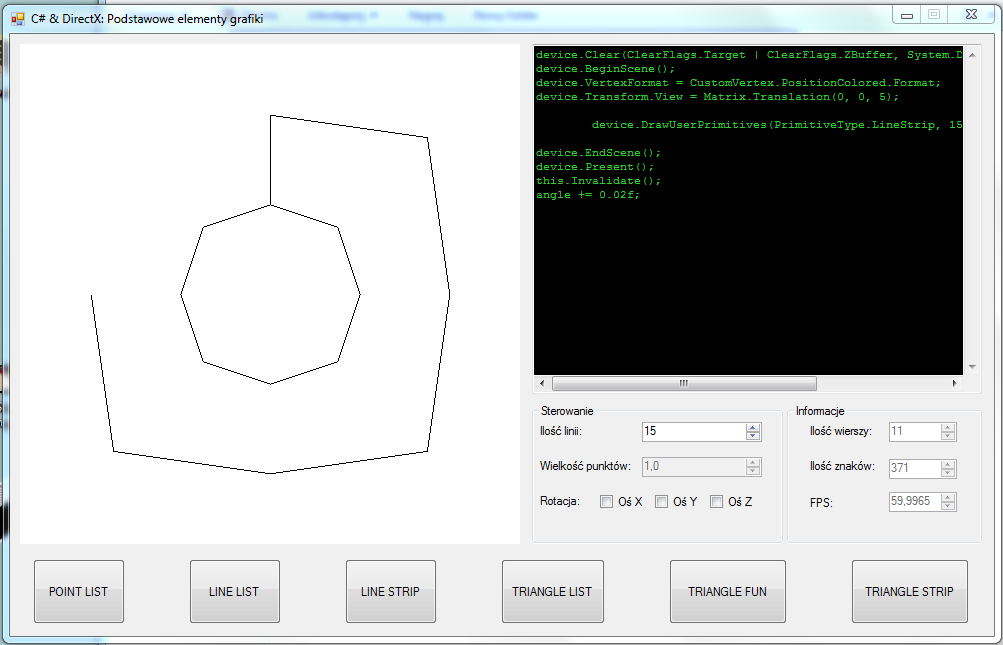 C# & DirectX: Podstawowe elementy grafiki
device.Clear(ClearFlags.Target | ClearFlags.ZBuffer, System.D
device.BeginScene();
device.VertexFormat = CustomVertex.PositionColored.Format;
device.Transform.View = Matrix.Translation(0, 0, 5);
device.DrawUserPrimitives(PrimitiveType.LineStrip, 15
device.EndScene();
device.Present();
this.Invalidate();
angle += 0.02f;
Sterowanie
Ilość linii: 15
Wielkość punktów: 1,0
Rotacja: Oś X Oś Y Oś Z
Informacje
Ilość wierszy: 11
Ilość znaków: 371
FPS: 59,9965
POINT LIST LINE LIST LINE STRIP TRIANGLE LIST TRIANGLE FUN TRIANGLE STRIP